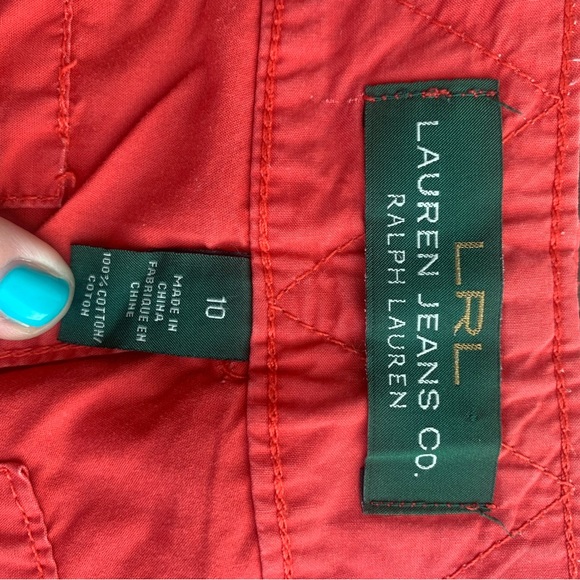 LRL
LAUREN JEANS CO.
RALPH LAUREN
10
MADE IN
CHINA
FABRIQUE EN
CHINE
100% COTTON/
COTON